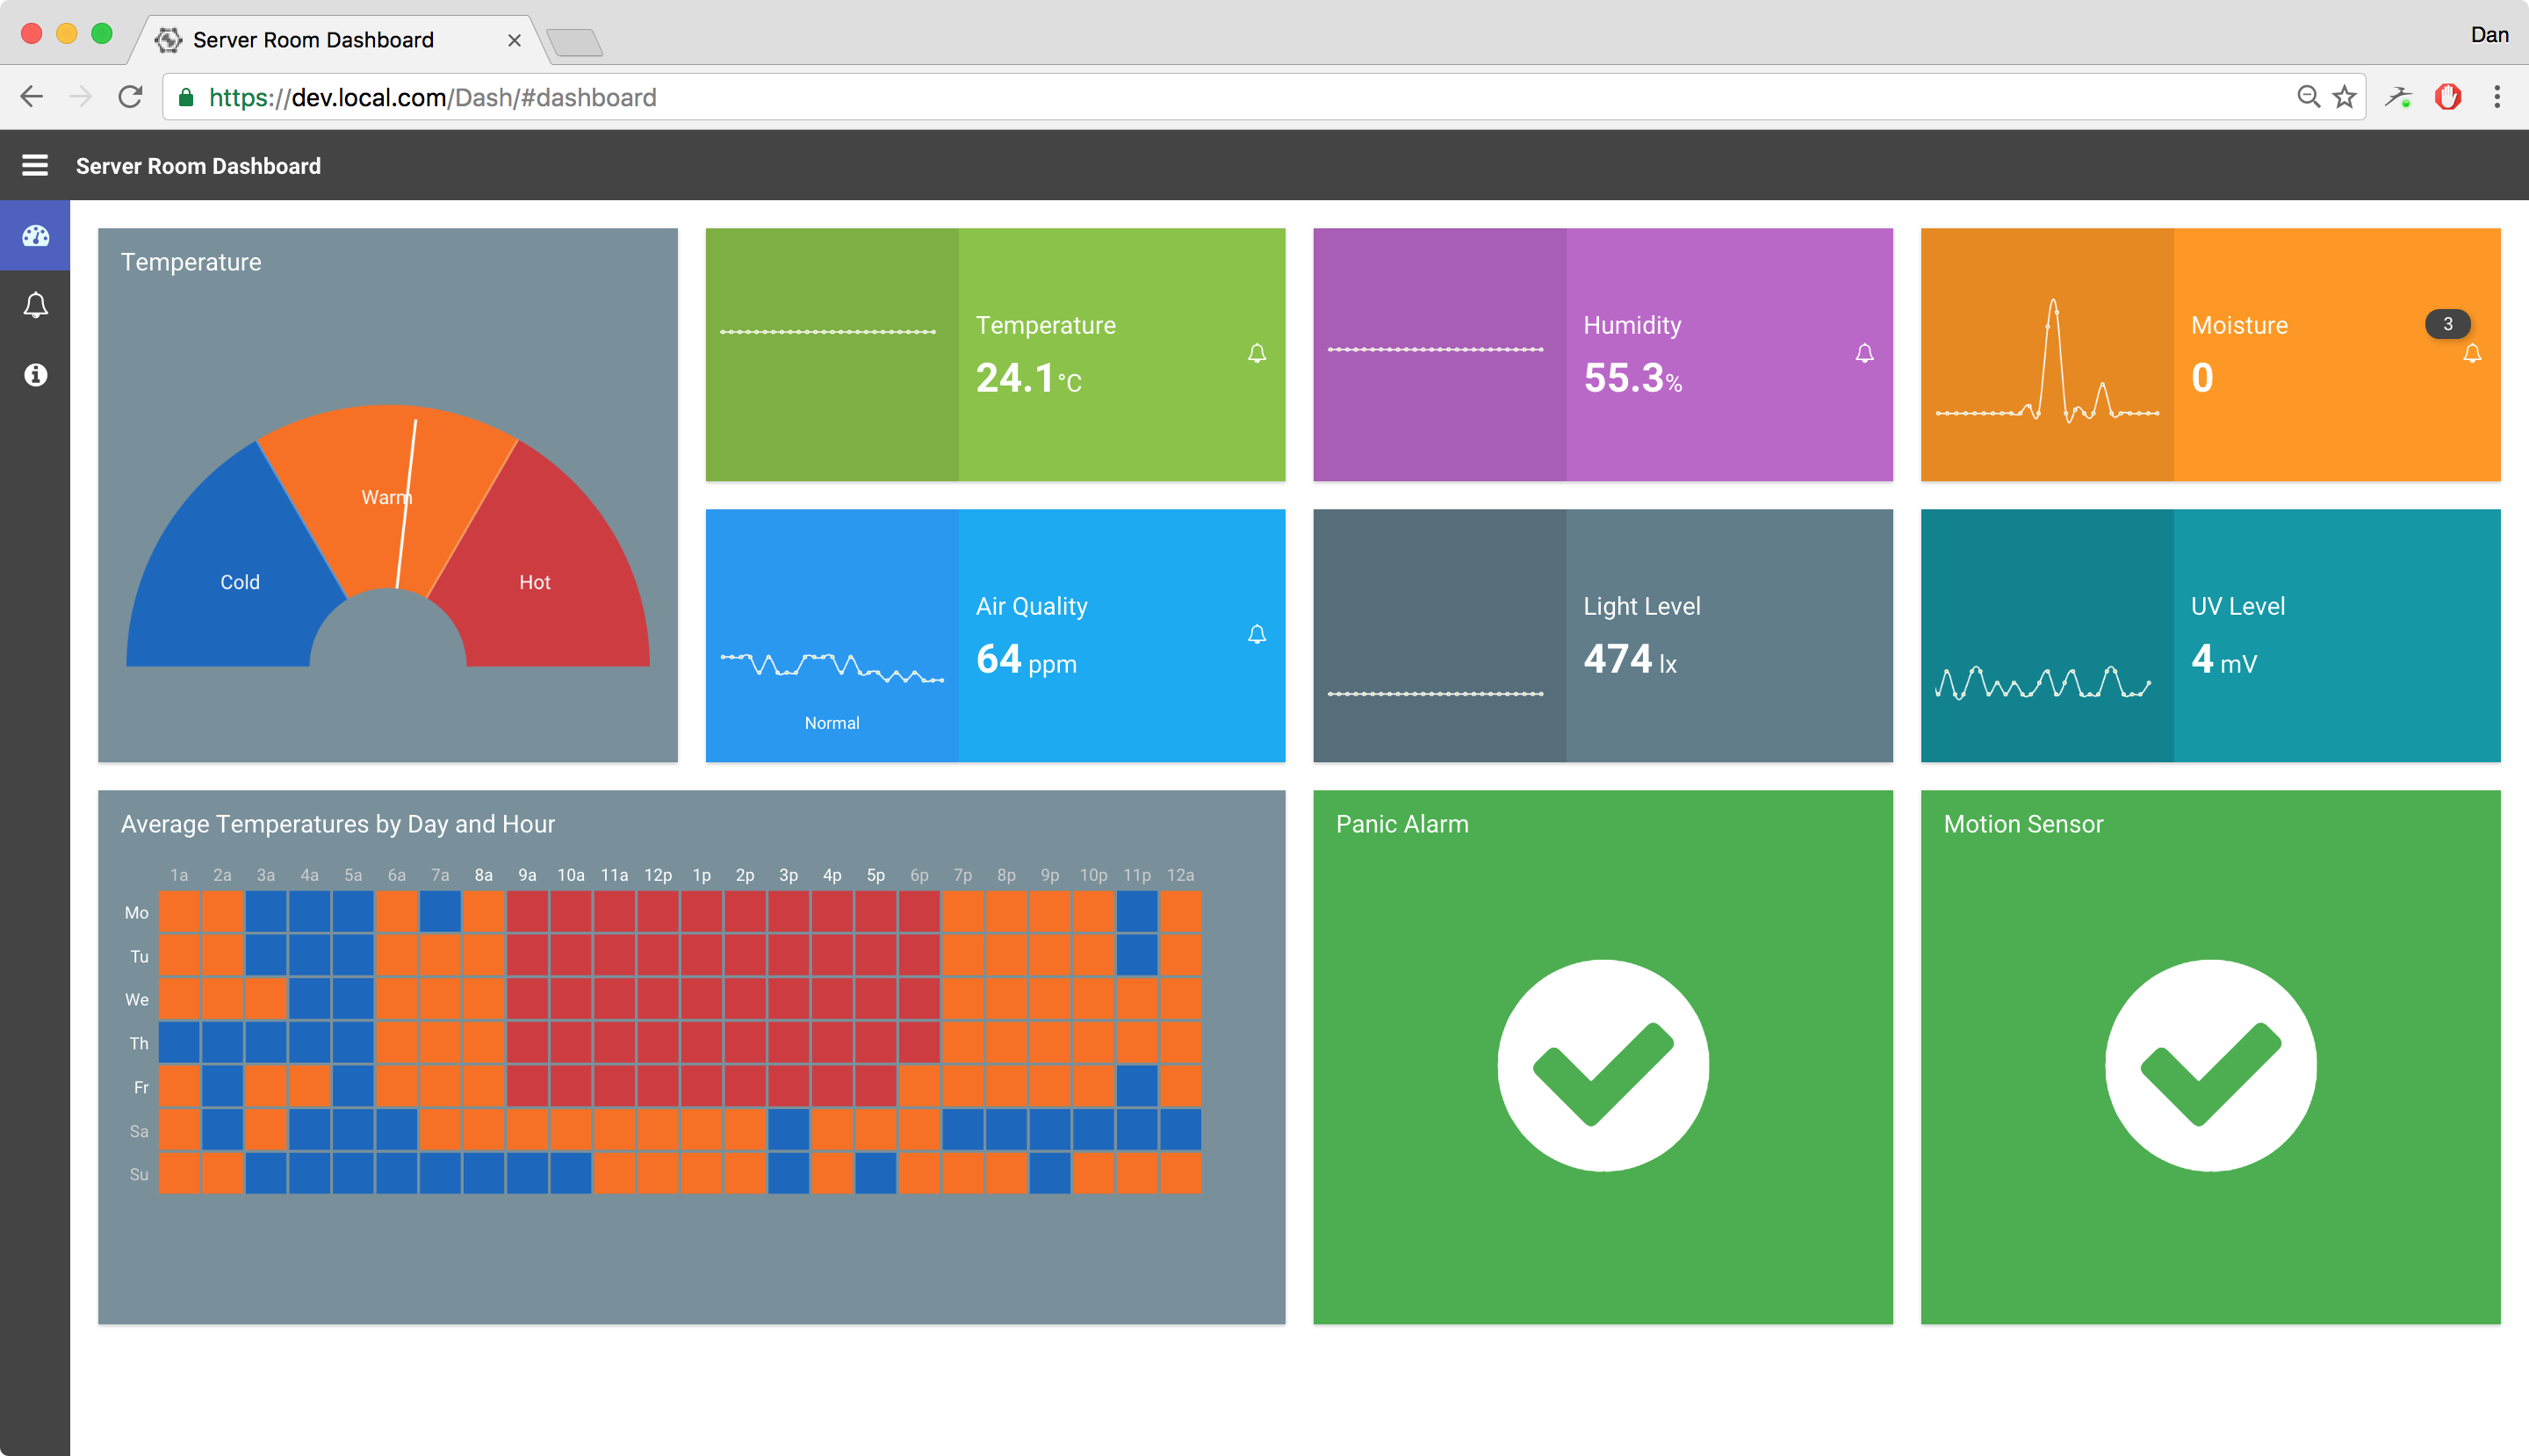 Server Room Dashboard
Dan
https://dev.local.com/Dash/#dashboard
Server Room Dashboard
Temperature
Cold
Warm
Hot
Temperature
24.1°C
Humidity
55.3%
Moisture
3
0
Air Quality
64 ppm
Normal
Light Level
474 lx
UV Level
4 mV
Average Temperatures by Day and Hour
1a 2a 3a 4a 5a 6a 7a 8a 9a 10a 11a 12p 1p 2p 3p 4p 5p 6p 7p 8p 9p 10p 11p 12a
Mo
Tu
We
Th
Fr
Sa
Su
Panic Alarm
Motion Sensor